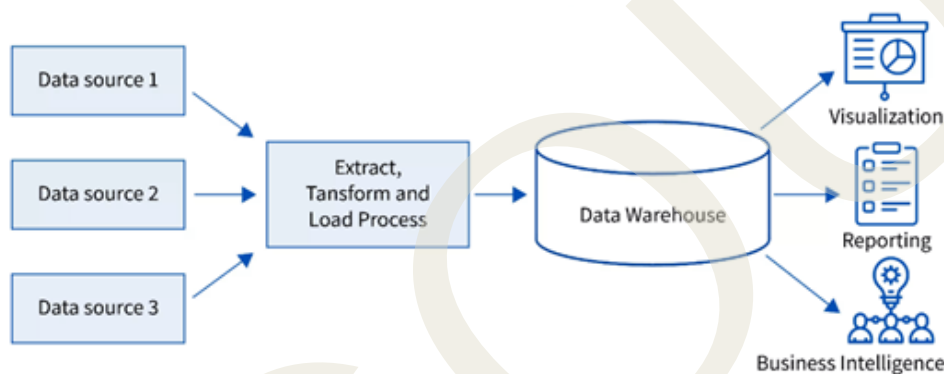 Data source 1
Data source 2
Data source 3
Extract,
Tansform and
Load Process
Data Warehouse
Visualization
Reporting
Business Intelligence